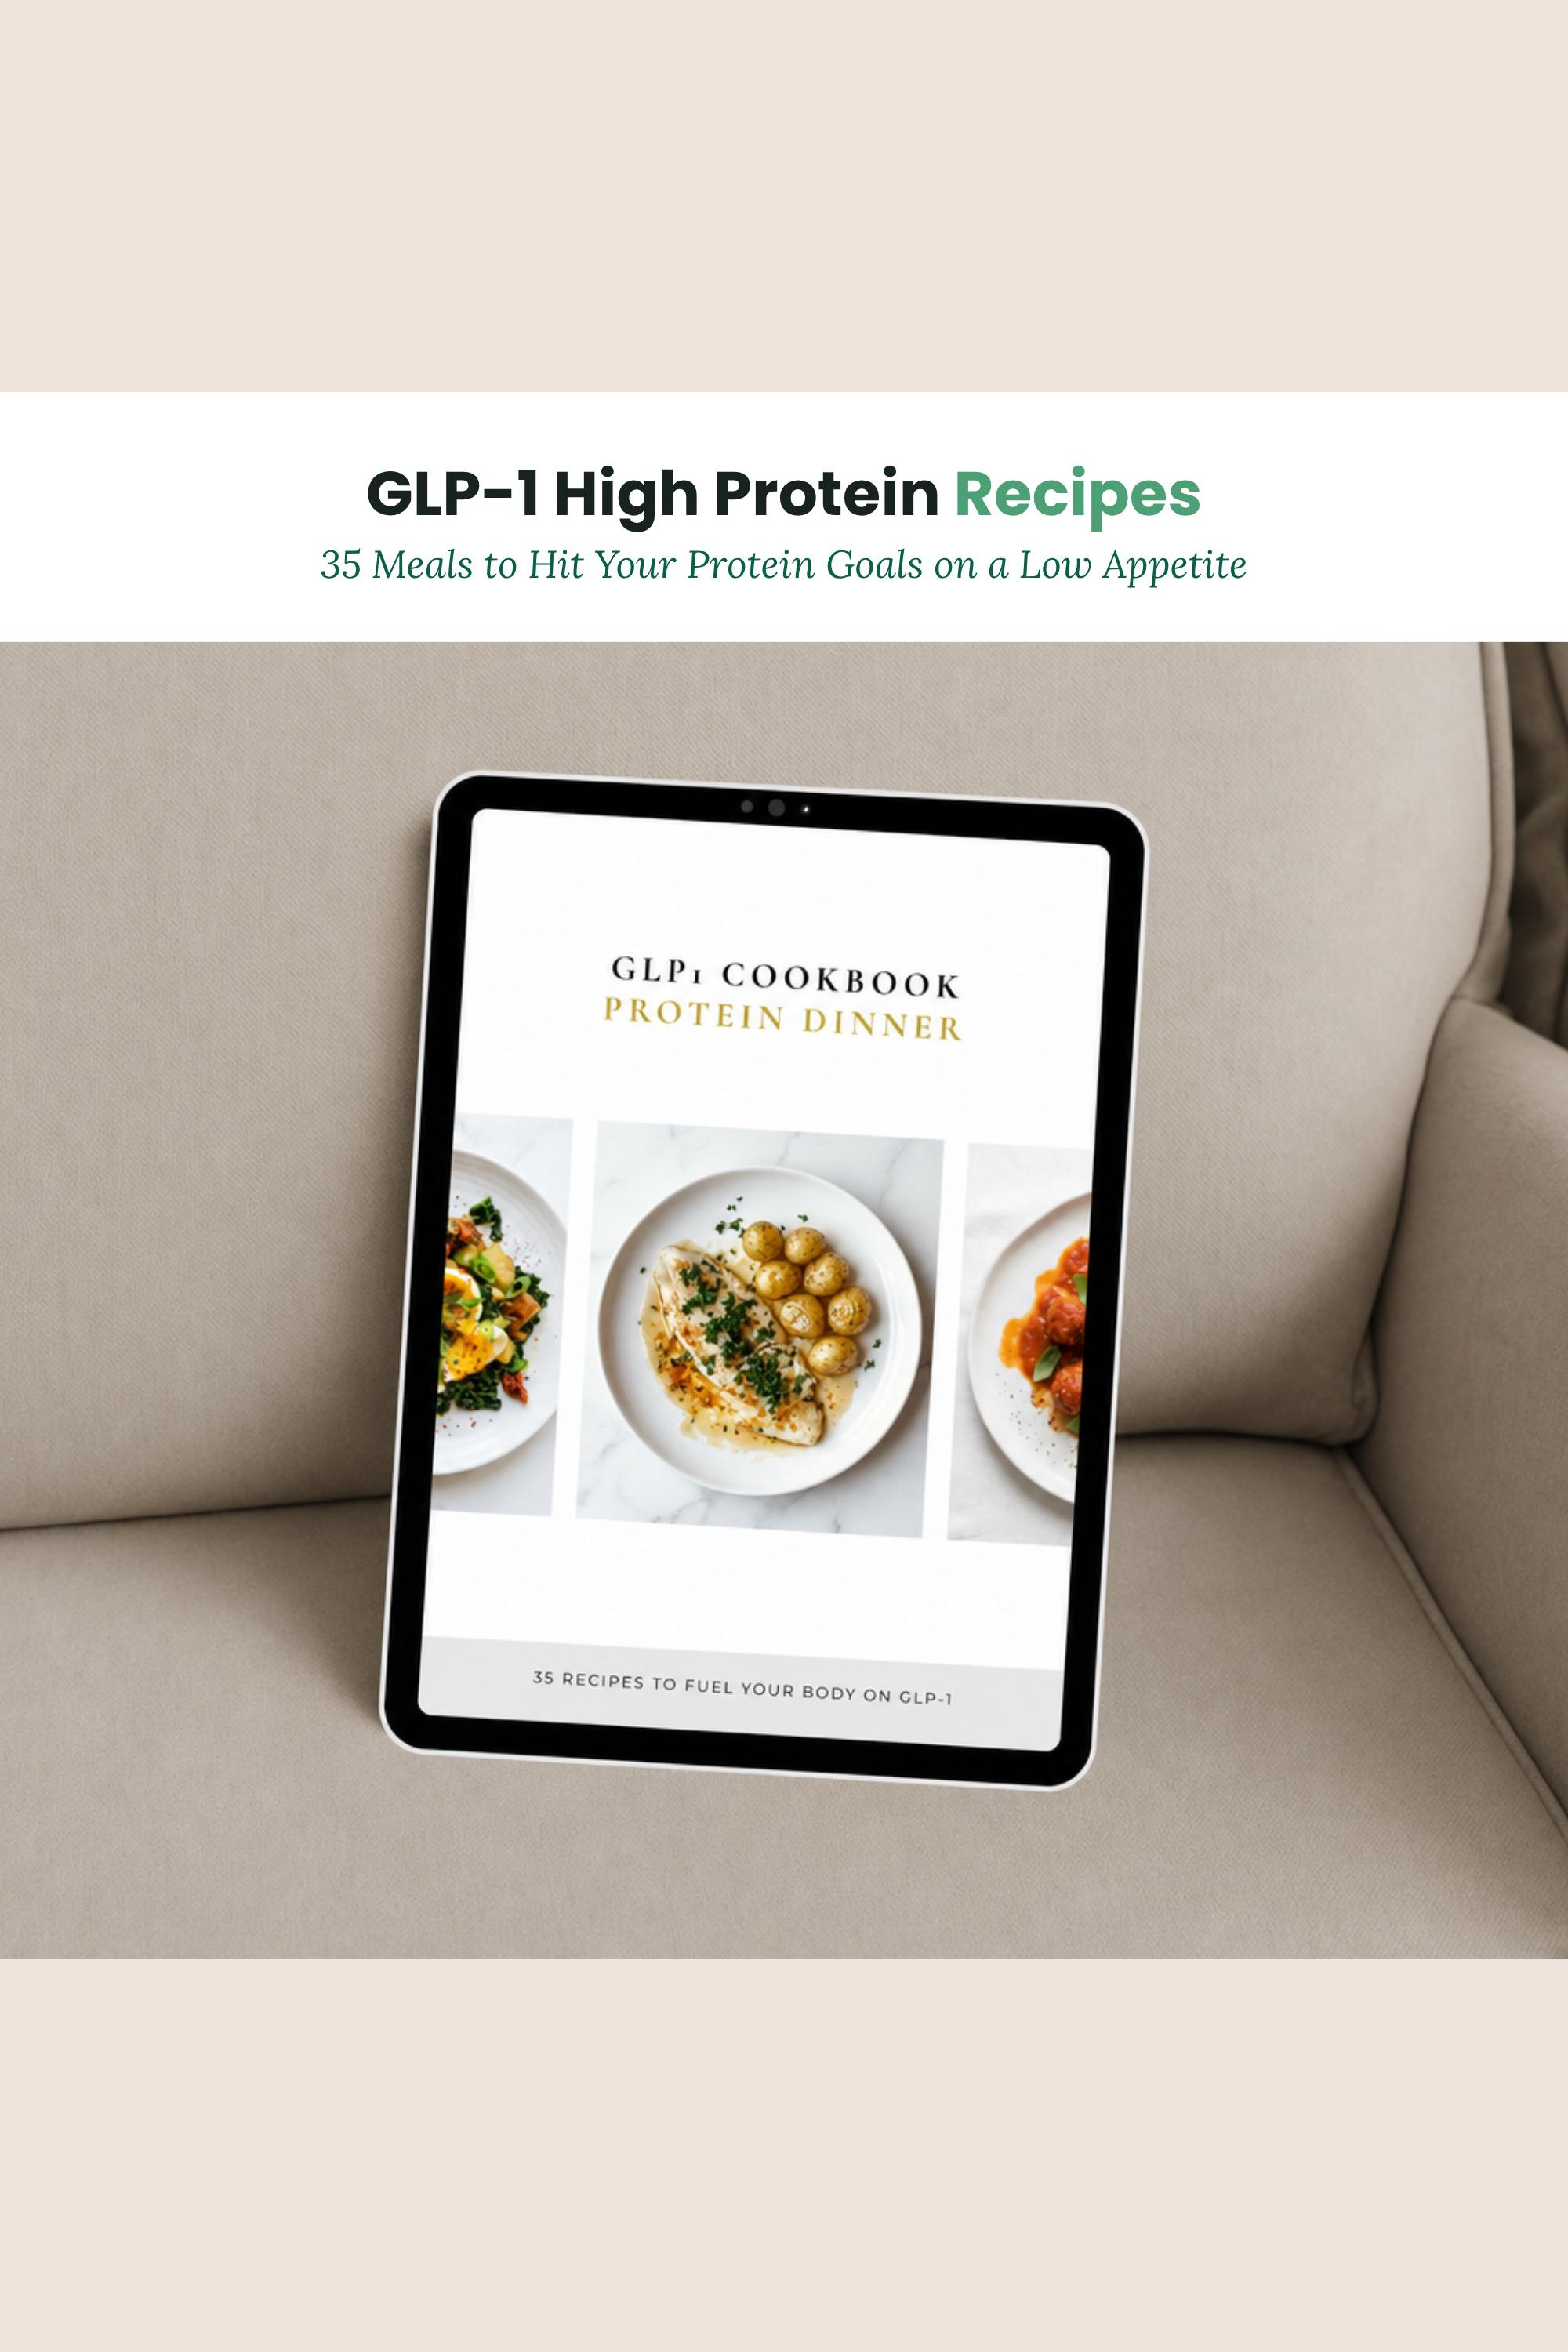 GLP-1 High Protein Recipes
35 Meals to Hit Your Protein Goals on a Low Appetite
GLP1 COOKBOOK
PROTEIN DINNER
35 RECIPES TO FUEL YOUR BODY ON GLP-1